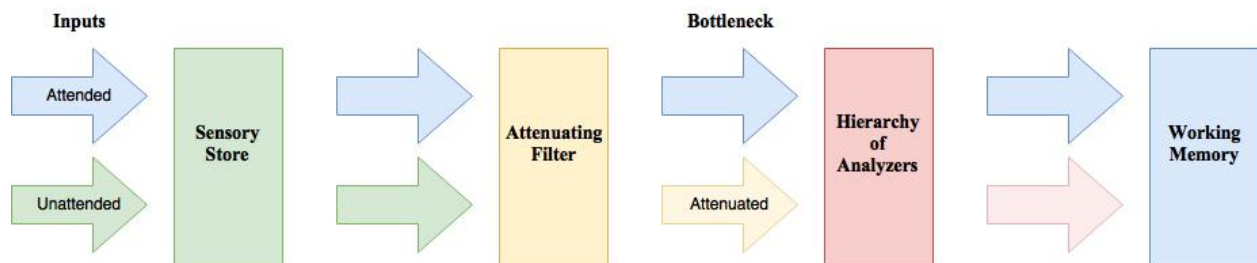 Inputs
Bottleneck
Attended
Unattended
Sensory
Store
Attenuating
Filter
Attenuated
Hierarchy
of
Analyzers
Working
Memory